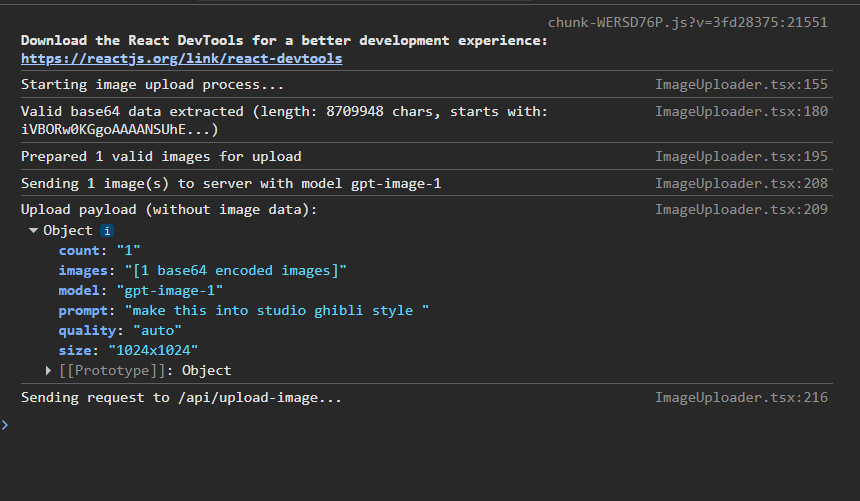 chunk-WERSD76P.js?v=3fd28375:21551
Download the React DevTools for a better development experience:
https://reactjs.org/link/react-devtools
Starting image upload process... ImageUploader.tsx:155
Valid base64 data extracted (length: 8709948 chars, starts with: ImageUploader.tsx:180
iVBORw0KGgoAAAANSUhE...)
Prepared 1 valid images for upload ImageUploader.tsx:195
Sending 1 image(s) to server with model gpt-image-1 ImageUploader.tsx:208
Upload payload (without image data): ImageUploader.tsx:209
Object i
count: "1"
images: "[1 base64 encoded images]"
model: "gpt-image-1"
prompt: "make this into studio ghibli style "
quality: "auto"
size: "1024x1024"
[[Prototype]]: Object
Sending request to /api/upload-image... ImageUploader.tsx:216